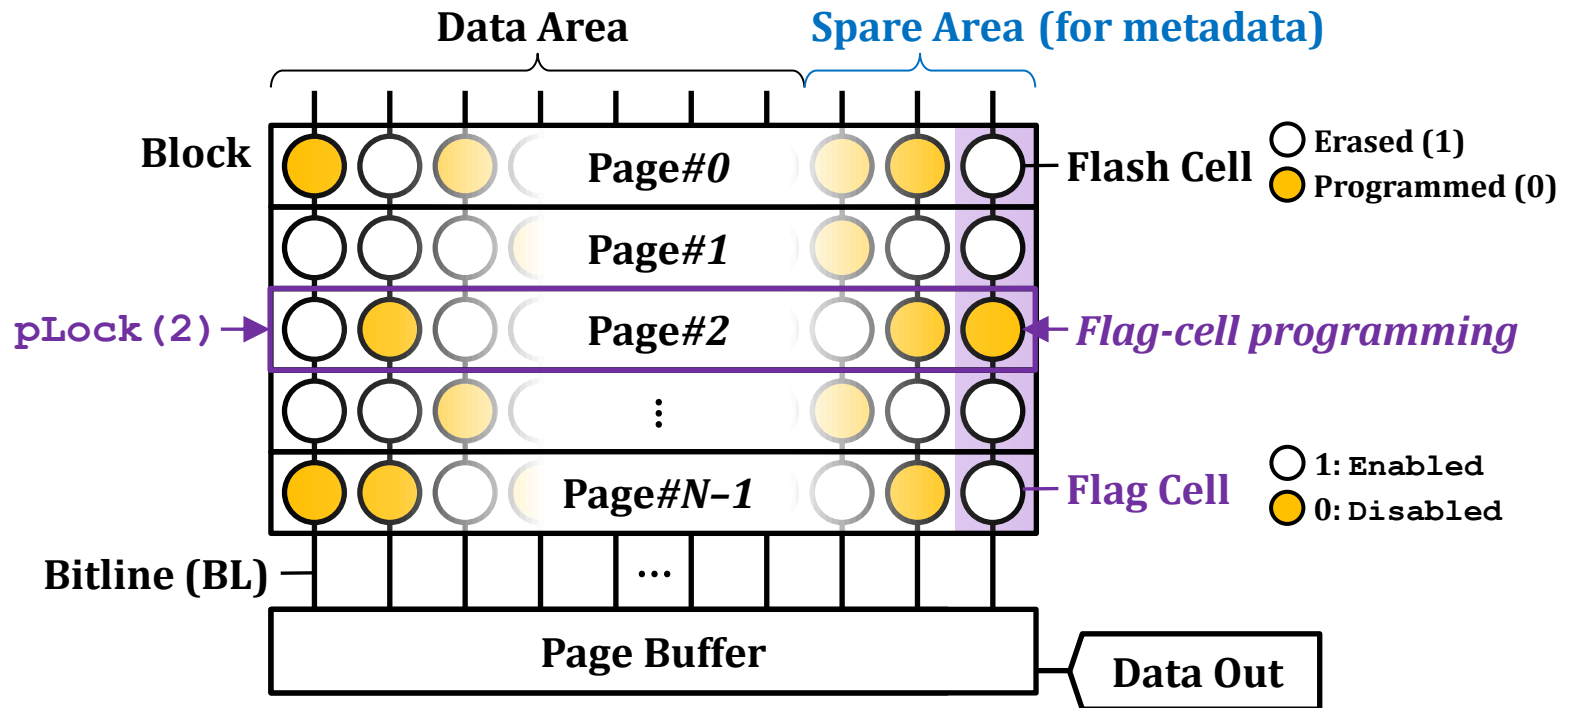 Data Area
Spare Area (for metadata)
Block
Page#0
Flash Cell
Erased (1)
Programmed (0)
Page#1
pLock(2)
Page#2
Flag-cell programming
⋮
Page#N–1
Flag Cell
1: Enabled
0: Disabled
Bitline (BL)
...
Page Buffer
Data Out